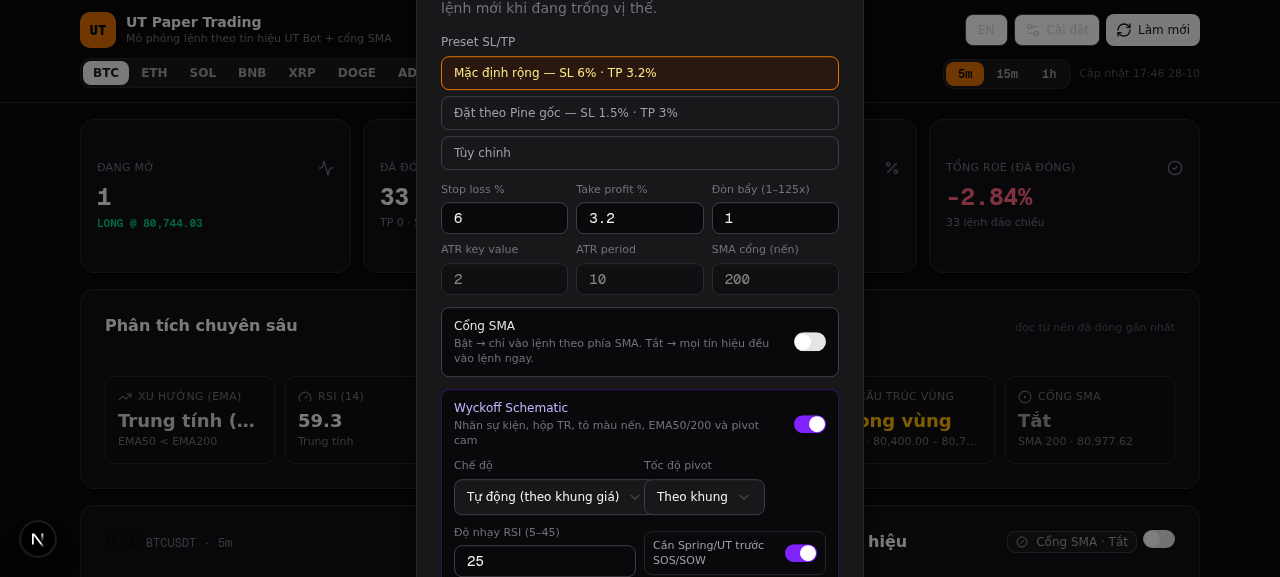 UT
UT Paper Trading
Mô phỏng lệnh theo tín hiệu UT Bot + cổng SMA
EN
Cài đặt
Làm mới
BTC
ETH
SOL
BNB
XRP
DOGE
5m
15m
1h
Cập nhật 17:46 28-10
ĐANG MỞ
1
LONG @ 80,744.03
33
TP 0
TỔNG ROE (ĐÃ ĐÓNG)
-2.84%
33 lệnh đảo chiều
Phân tích chuyên sâu
đọc từ nến đã đóng gần nhất
XU HƯỚNG (EMA)
Trung tính (…
EMA50 < EMA200
RSI (14)
59.3
Trung tính
80,400.00 – 80,7…
CỔNG SMA
Tắt
SMA 200 · 80,977.62
N
BTC
BTCUSDT · 5m
hiệu
Cổng SMA · Tắt
lệnh mới khi đang trống vị thế.
Preset SL/TP
Mặc định rộng — SL 6% · TP 3.2%
Đặt theo Pine gốc — SL 1.5% · TP 3%
Tùy chỉnh
Stop loss %
Take profit %
Đòn bẩy (1–125x)
6
3.2
1
ATR key value
ATR period
SMA cổng (nến)
2
10
200
Cổng SMA
Bật → chỉ vào lệnh theo phía SMA. Tắt → mọi tín hiệu đều
vào lệnh ngay.
Wyckoff Schematic
Nhãn sự kiện, hộp TR, tô màu nến, EMA50/200 và pivot
cam
Chế độ
Tốc độ pivot
Tự động (theo khung giá)
Theo khung
Độ nhạy RSI (5–45)
25
Cần Spring/UT trước
SOS/SOW